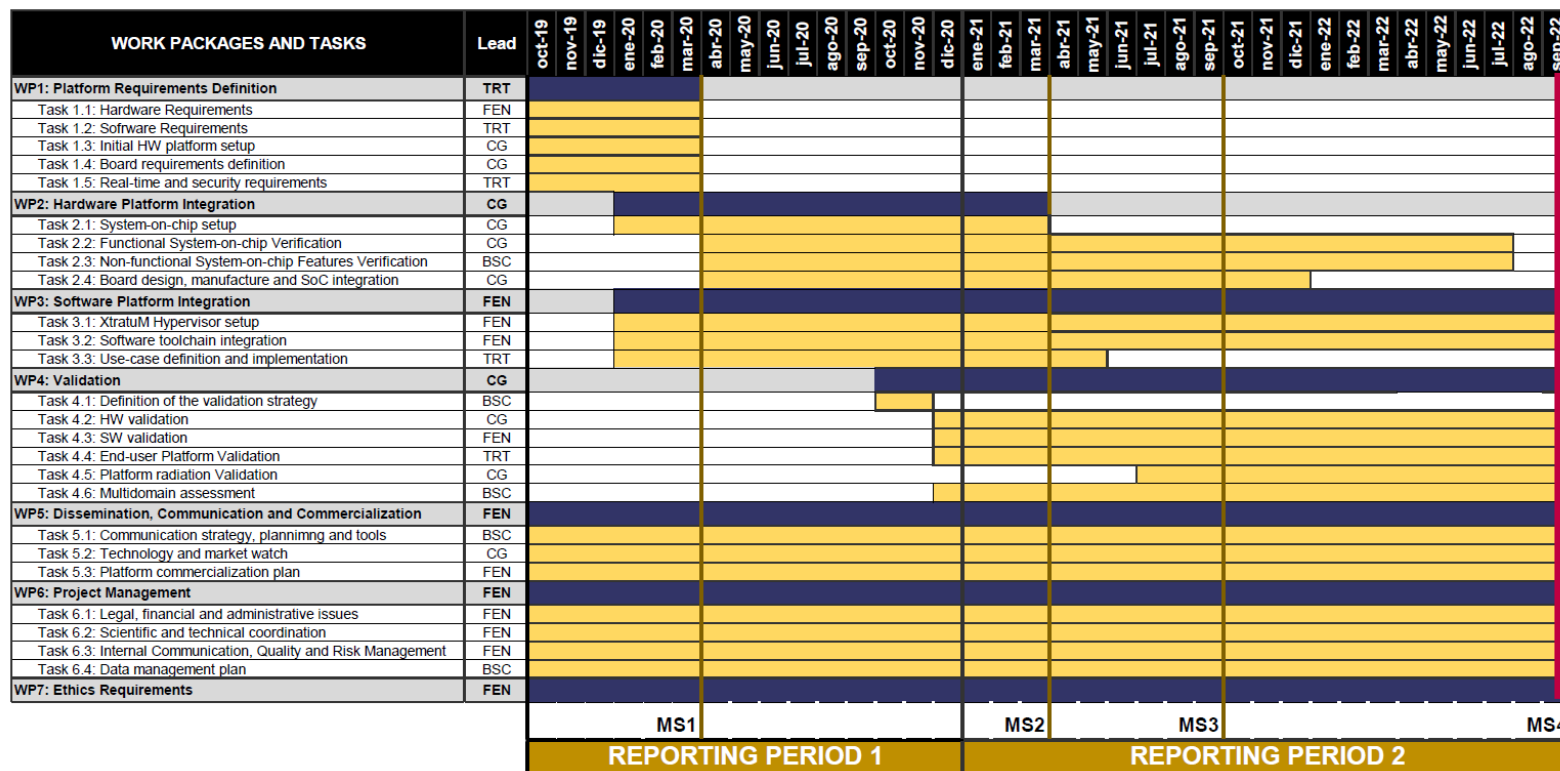 WORK PACKAGES AND TASKS Lead oct-19 nov-19 dic-19 ene-20 feb-20 mar-20 abr-20 may-20 jun-20 jul-20 ago-20 sep-20 oct-20 nov-20 dic-20 ene-21 feb-21 mar-21 abr-21 may-21 jun-21 jul-21 ago-21 sep-21 oct-21 nov-21 dic-21 ene-22 feb-22 mar-22 abr-22 may-22 jun-22 jul-22 ago-22 sep-22
WP1: Platform Requirements Definition TRT
Task 1.1: Hardware Requirements FEN
Task 1.2: Sofrware Requirements TRT
Task 1.3: Initial HW platform setup CG
Task 1.4: Board requirements definition CG
Task 1.5: Real-time and security requirements TRT
WP2: Hardware Platform Integration CG
Task 2.1: System-on-chip setup CG
Task 2.2: Functional System-on-chip Verification CG
Task 2.3: Non-functional System-on-chip Features Verification BSC
Task 2.4: Board design, manufacture and SoC integration CG
WP3: Software Platform Integration FEN
Task 3.1: XtratuM Hypervisor setup FEN
Task 3.2: Software toolchain integration FEN
Task 3.3: Use-case definition and implementation TRT
WP4: Validation CG
Task 4.1: Definition of the validation strategy BSC
Task 4.2: HW validation CG
Task 4.3: SW validation FEN
Task 4.4: End-user Platform Validation TRT
Task 4.5: Platform radiation Validation CG
Task 4.6: Multidomain assessment BSC
WP5: Dissemination, Communication and Commercialization FEN
Task 5.1: Communication strategy, plannimng and tools BSC
Task 5.2: Technology and market watch CG
Task 5.3: Platform commercialization plan FEN
WP6: Project Management FEN
Task 6.1: Legal, financial and administrative issues FEN
Task 6.2: Scientific and technical coordination FEN
Task 6.3: Internal Communication, Quality and Risk Management FEN
Task 6.4: Data management plan BSC
WP7: Ethics Requirements FEN
MS1 MS2 MS3 MS4
REPORTING PERIOD 1 REPORTING PERIOD 2